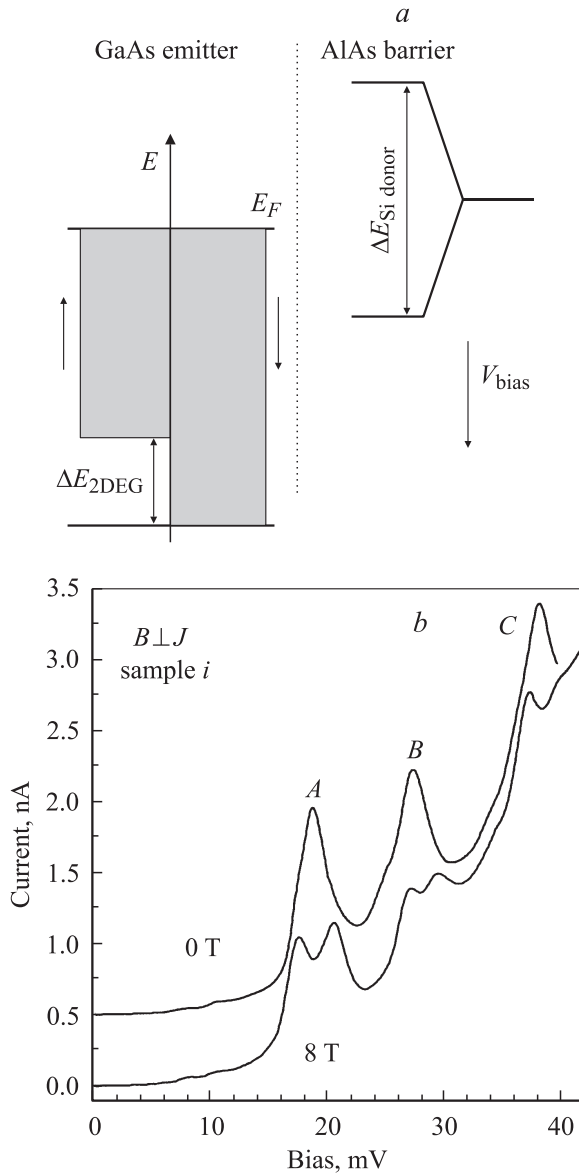 a
GaAs emitter
AlAs barrier
E
E_F
ΔE_Si donor
V_bias
ΔE_2DEG
3.5
3.0
2.5
2.0
1.5
1.0
0.5
0.0
Current, nA
B⊥J
sample i
b
A
B
C
0 T
8 T
0
10
20
30
40
Bias, mV